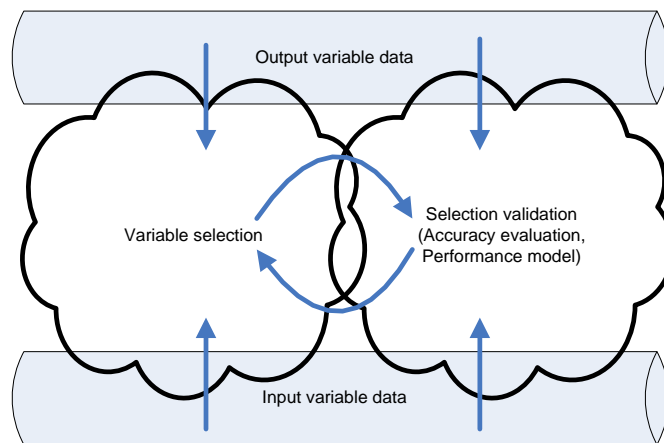 Output variable data
Variable selection
Selection validation
(Accuracy evaluation,
Performance model)
Input variable data